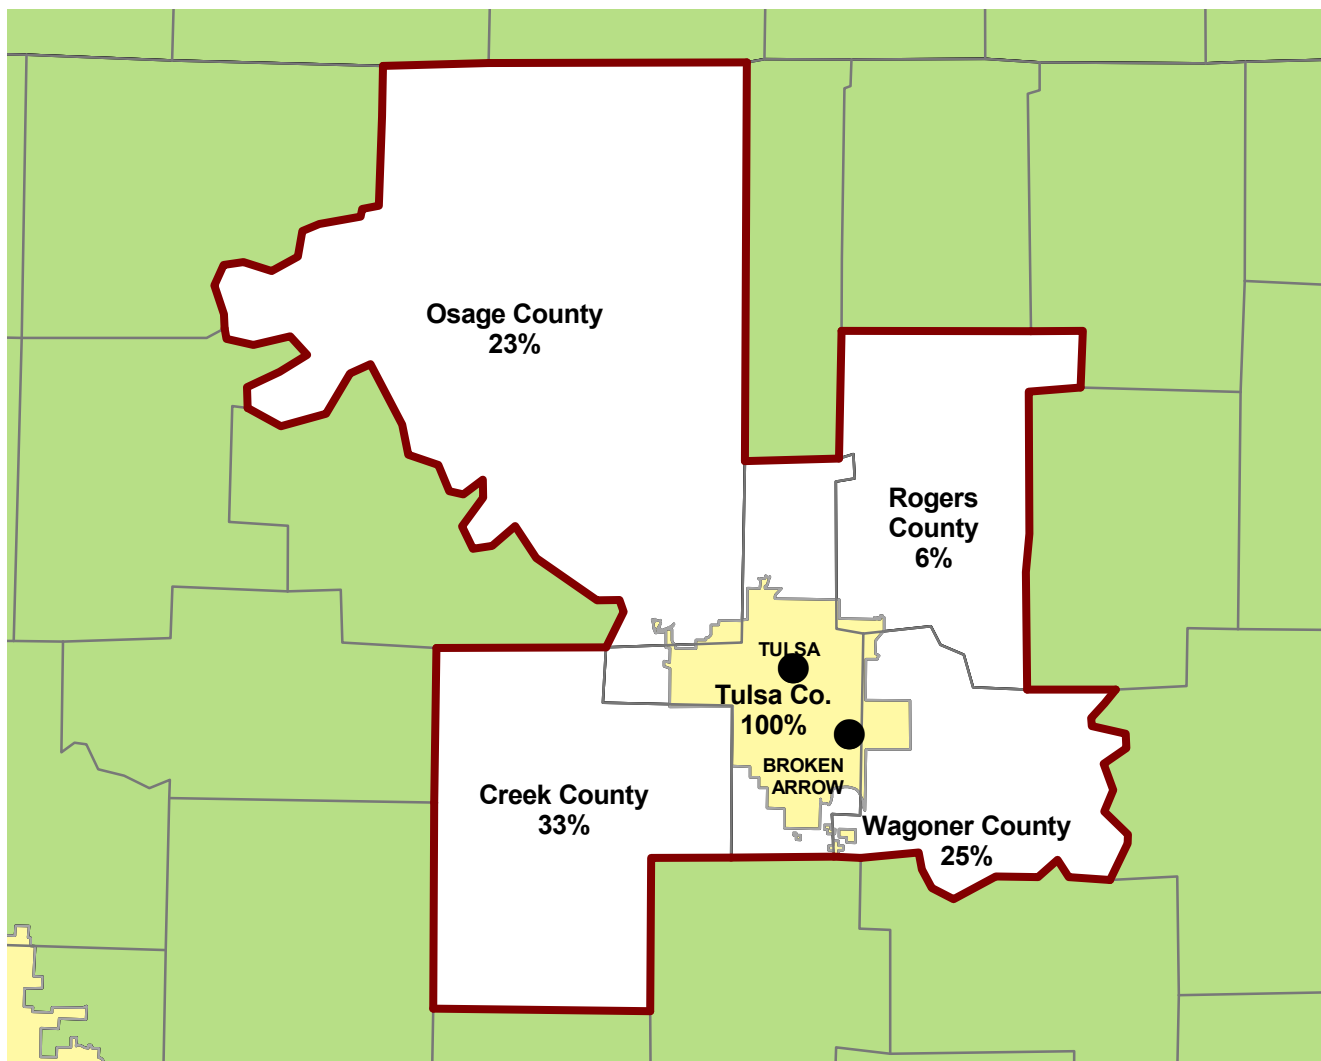 Osage County
23%
Rogers
County
6%
TULSA
Tulsa Co.
100%
BROKEN
ARROW
Creek County
33%
Wagoner County
25%